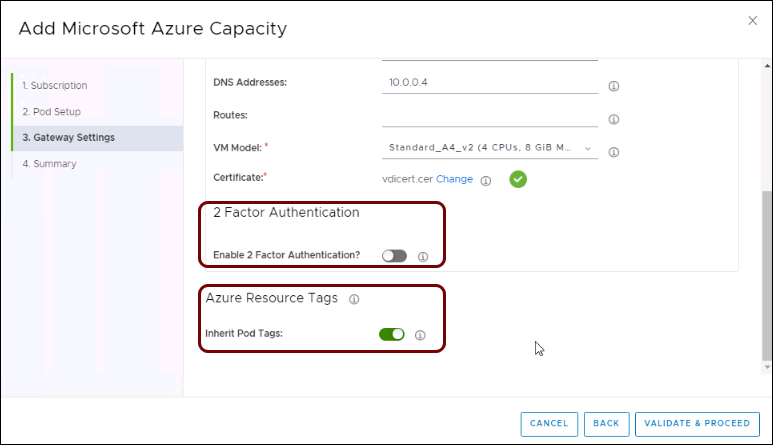 Add Microsoft Azure Capacity
1. Subscription
2. Pod Setup
3. Gateway Settings
4. Summary
DNS Addresses: 10.0.0.4
Routes:
VM Model: * Standard_A4_v2 (4 CPUs, 8 GiB M...
Certificate:* vdicert.cer Change
2 Factor Authentication
Enable 2 Factor Authentication?
Azure Resource Tags
Inherit Pod Tags:
CANCEL BACK VALIDATE & PROCEED